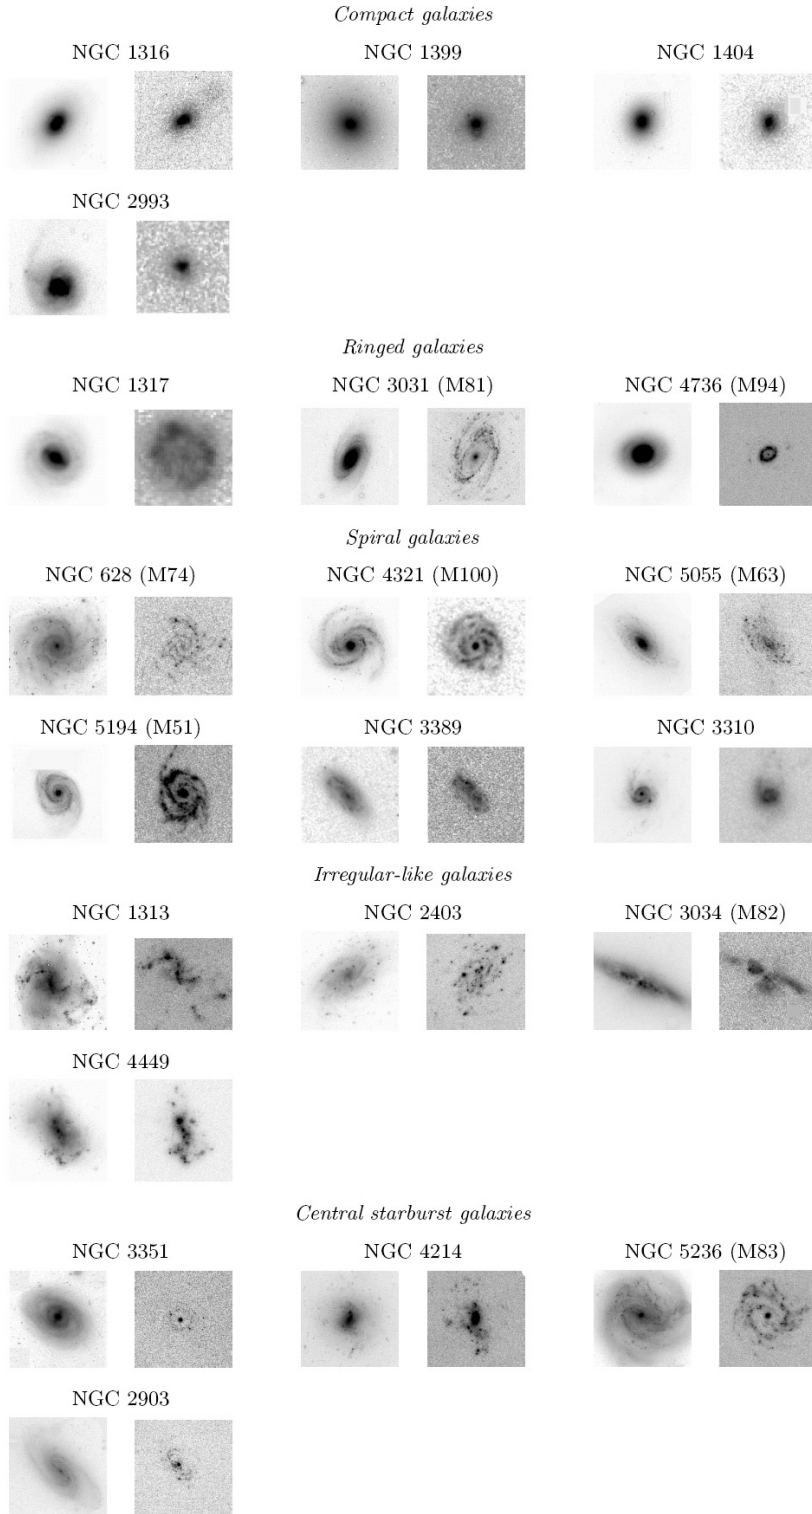 Compact galaxies
NGC 1316 NGC 1399 NGC 1404
NGC 2993
Ringed galaxies
NGC 1317 NGC 3031 (M81) NGC 4736 (M94)
Spiral galaxies
NGC 628 (M74) NGC 4321 (M100) NGC 5055 (M63)
NGC 5194 (M51) NGC 3389 NGC 3310
Irregular-like galaxies
NGC 1313 NGC 2403 NGC 3034 (M82)
NGC 4449
Central starburst galaxies
NGC 3351 NGC 4214 NGC 5236 (M83)
NGC 2903